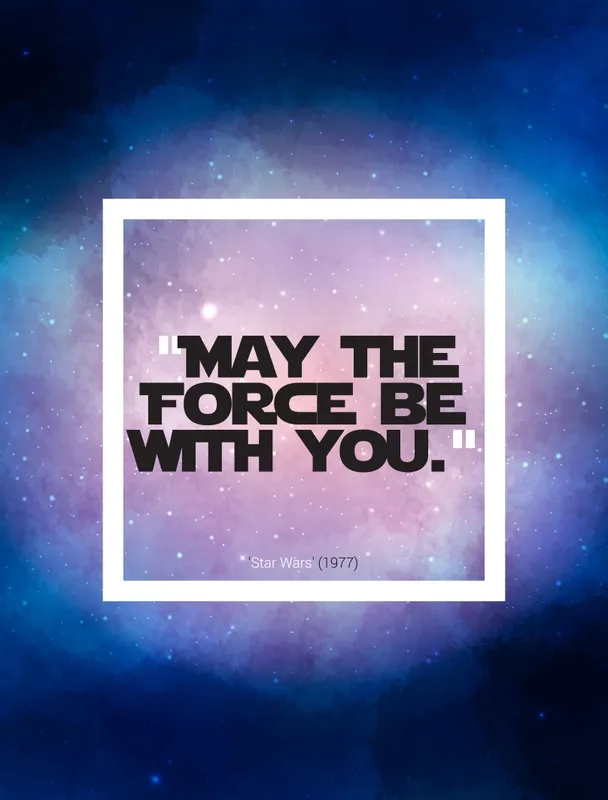 "MAY THE
FORCE BE
WITH YOU."
'Star Wars' (1977)